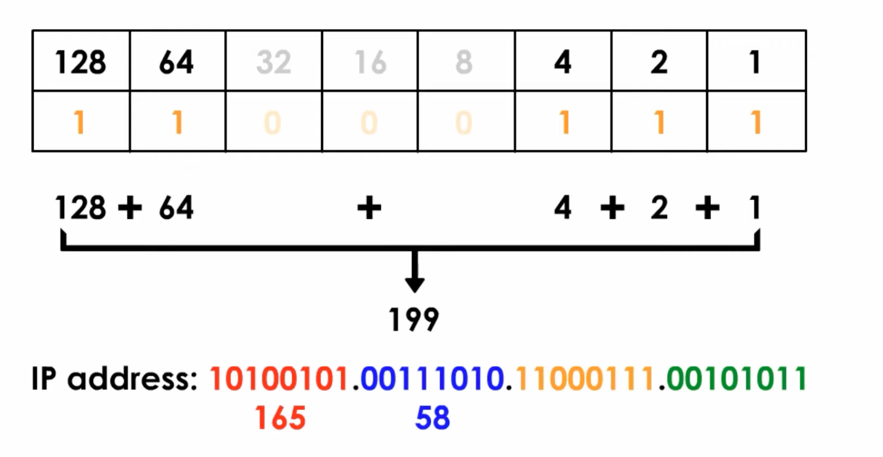 128 64 32 16 8 4 2 1
1 1 0 0 0 1 1 1
128 + 64 + 4 + 2 + 1
199
IP address: 10100101.00111010.11000111.00101011
165 58